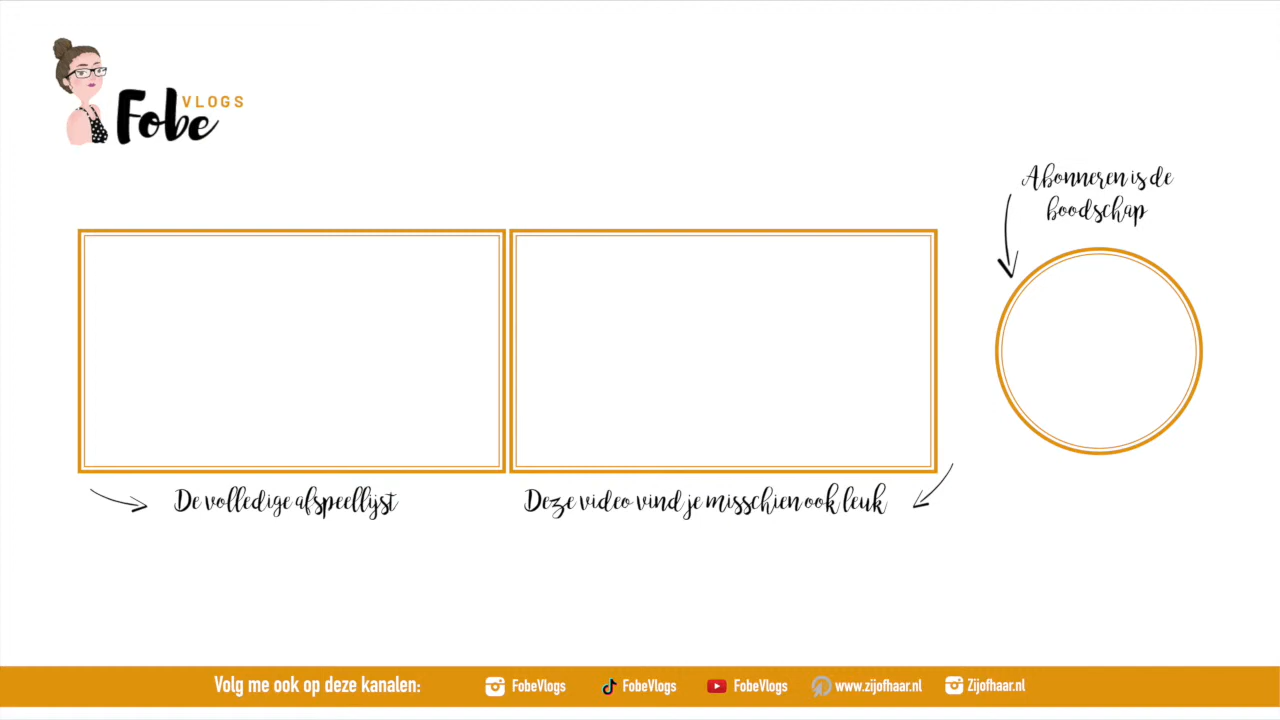 VLOGS
Fobe
Abonneren is de
boodschap
De volledige afspeellijst
Deze video vind je misschien ook leuk
Volg me ook op deze kanalen:
FobeVlogs
FobeVlogs
FobeVlogs
www.zijofhaar.nl
Zijofhaar.nl